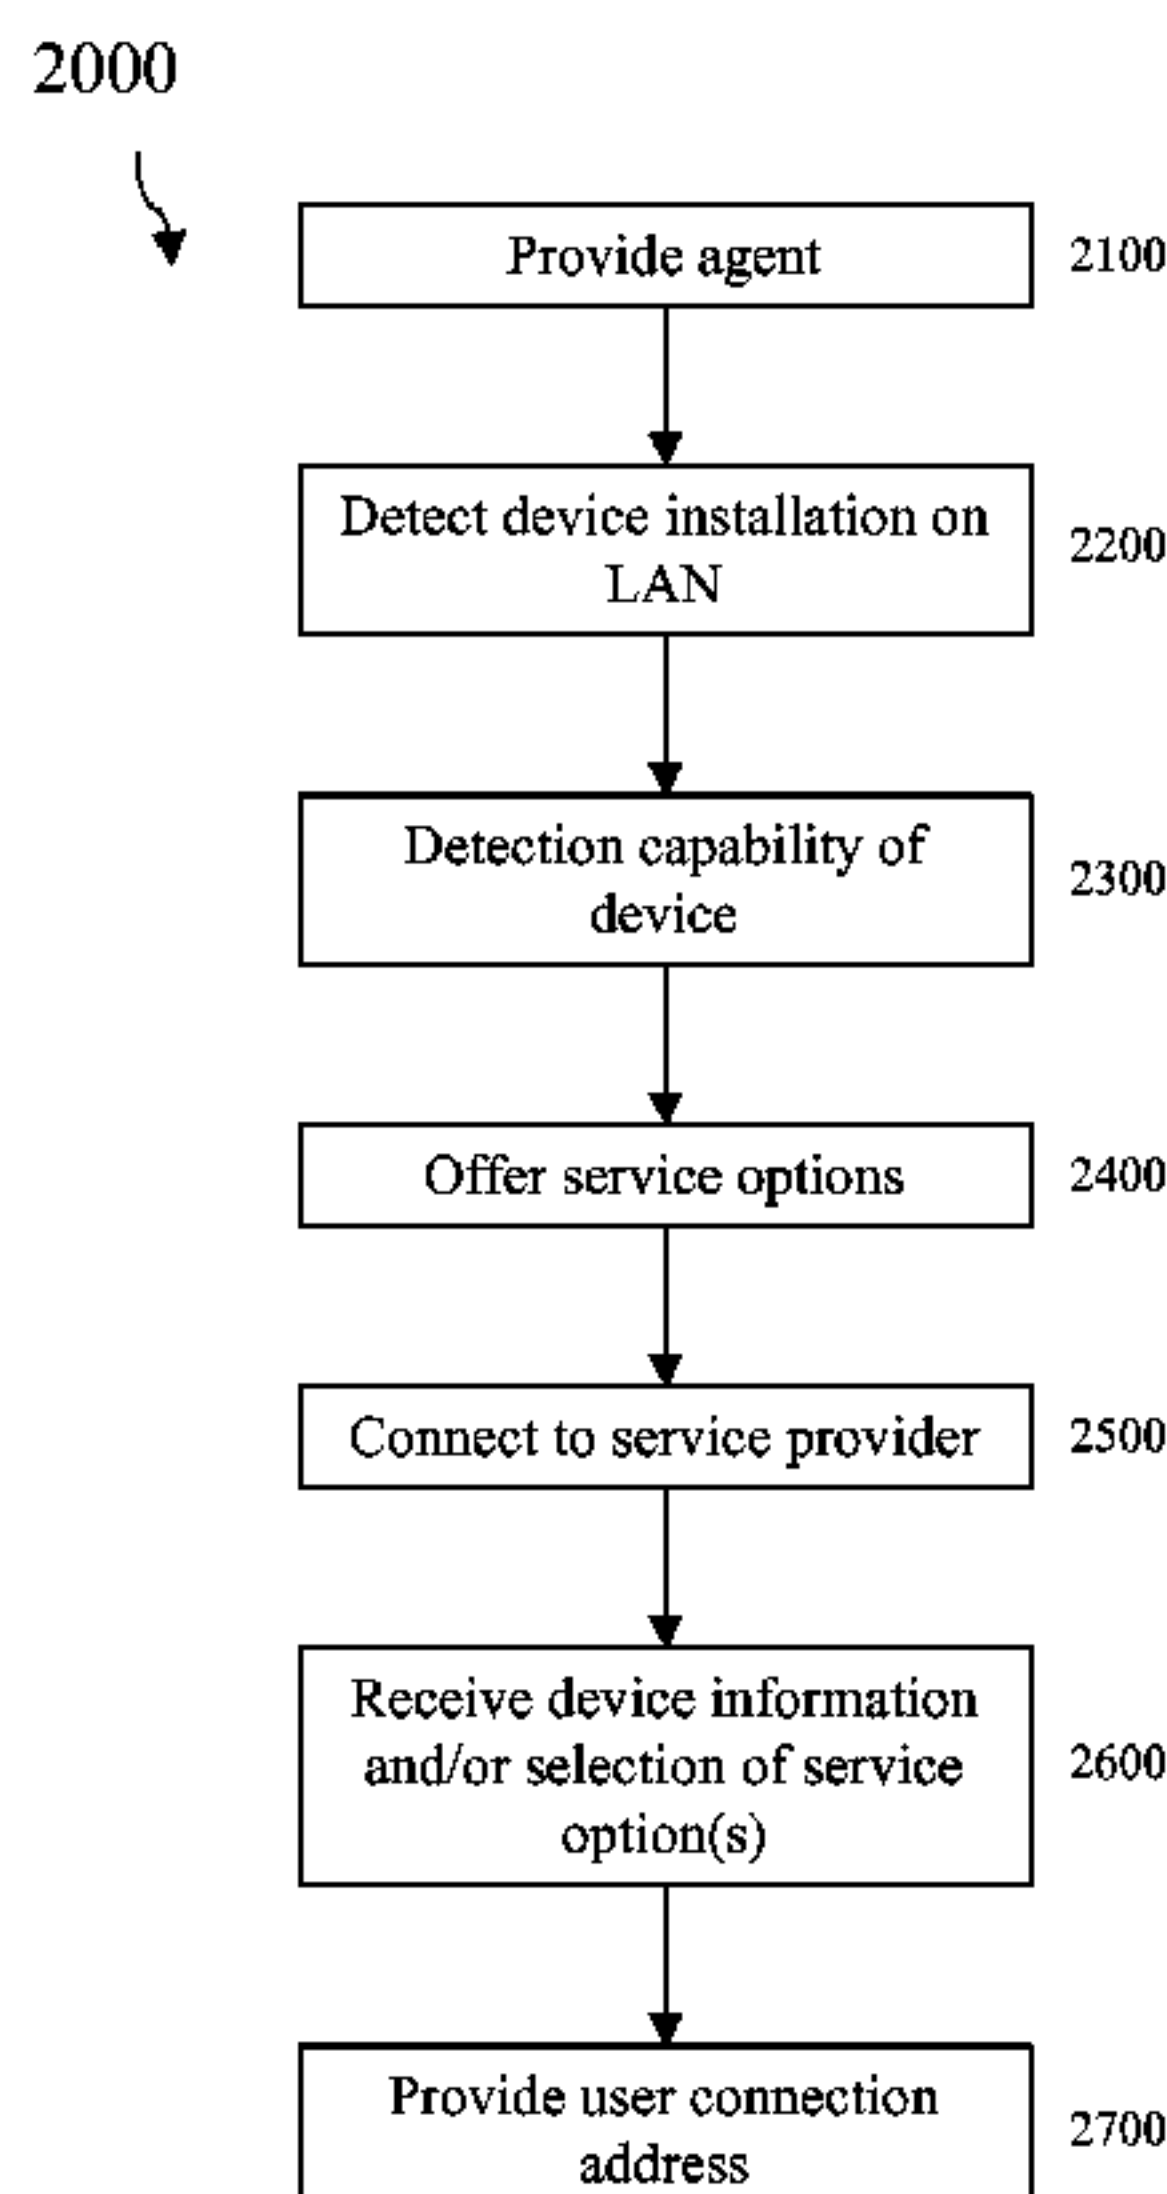 2000
Provide agent
2100
Detect device installation on
LAN
2200
Detection capability of
device
2300
Offer service options
2400
Connect to service provider
2500
Receive device information
and/or selection of service
option(s)
2600
Provide user connection
address
2700